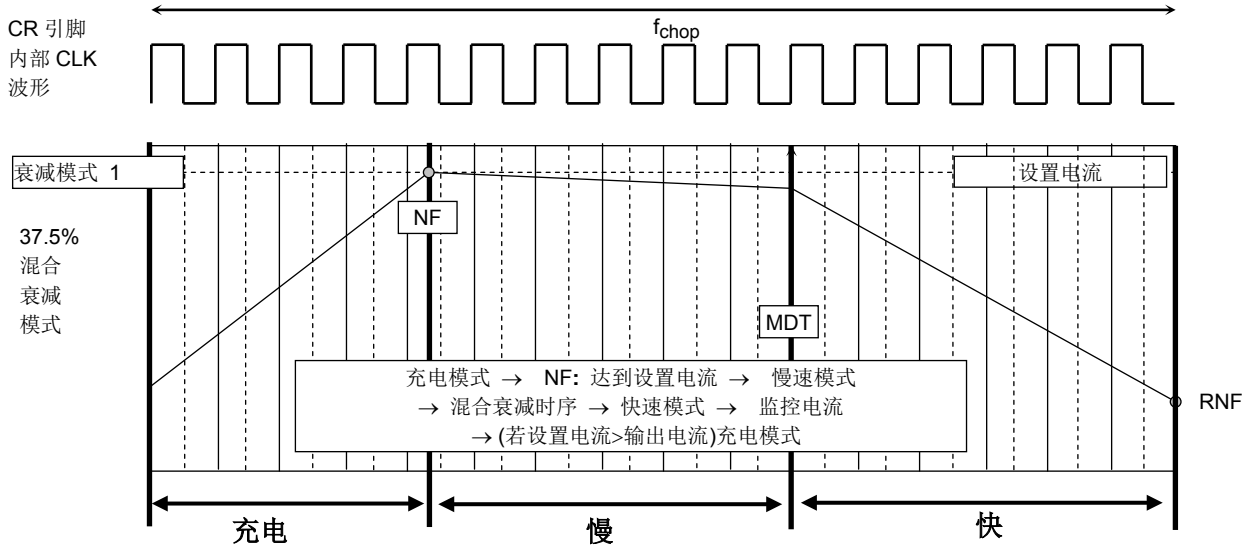 CR 引脚
内部 CLK
波形
fchop
衰减模式 1
设置电流
NF
37.5%
混合
衰减
模式
MDT
充电模式 → NF: 达到设置电流 → 慢速模式
→ 混合衰减时序 → 快速模式 → 监控电流
→ (若设置电流>输出电流)充电模式
RNF
充电
慢
快